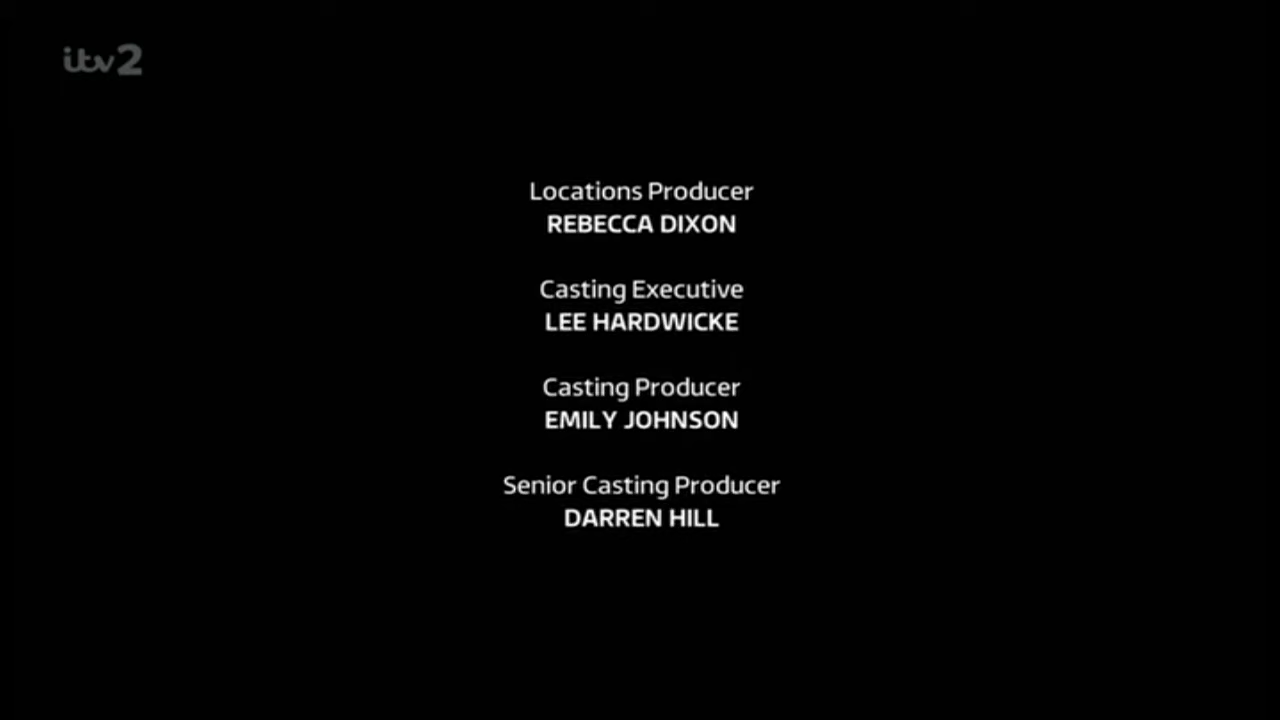 itv2
Locations Producer
REBECCA DIXON
Casting Executive
LEE HARDWICKE
Casting Producer
EMILY JOHNSON
Senior Casting Producer
DARREN HILL